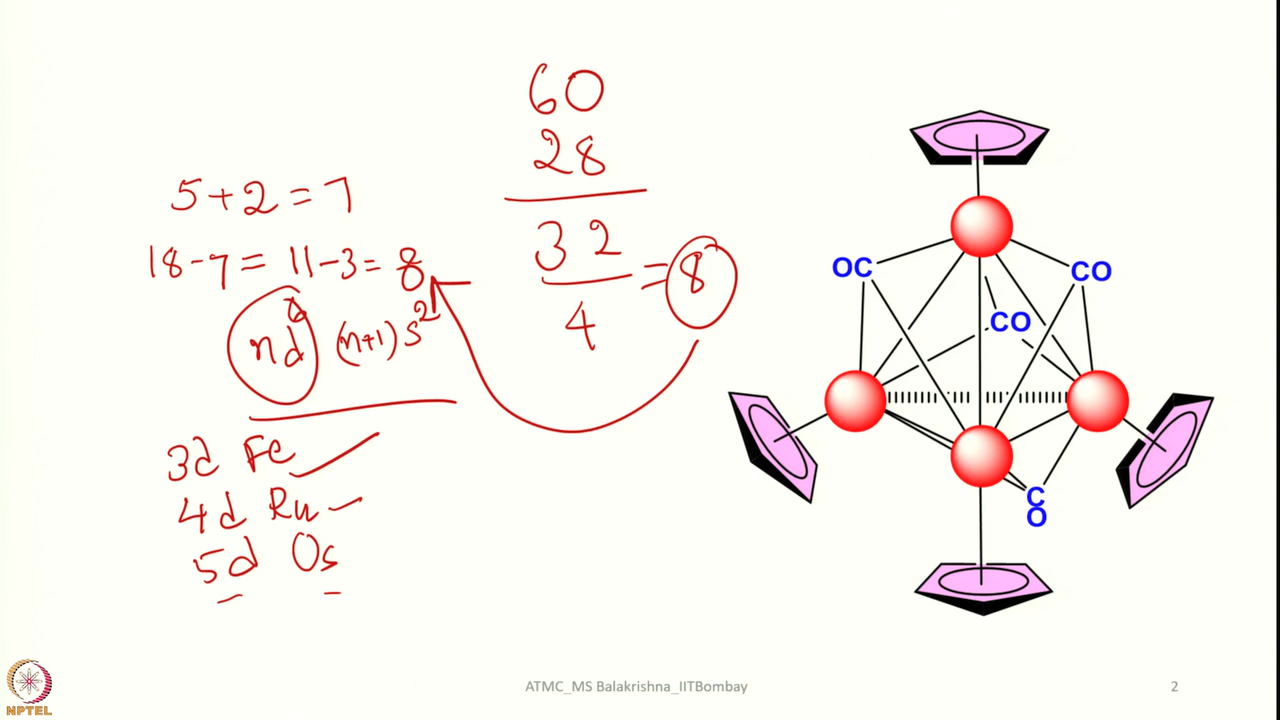 60
28
32
4
= 8
5 + 2 = 7
18 - 7 = 11 - 3 = 8
nd⁶ (n+1)s²
3d Fe
4d Ru
5d Os
OC
CO
CO
C
O
NPTEL
ATMC_MS Balakrishna_IITBombay
2